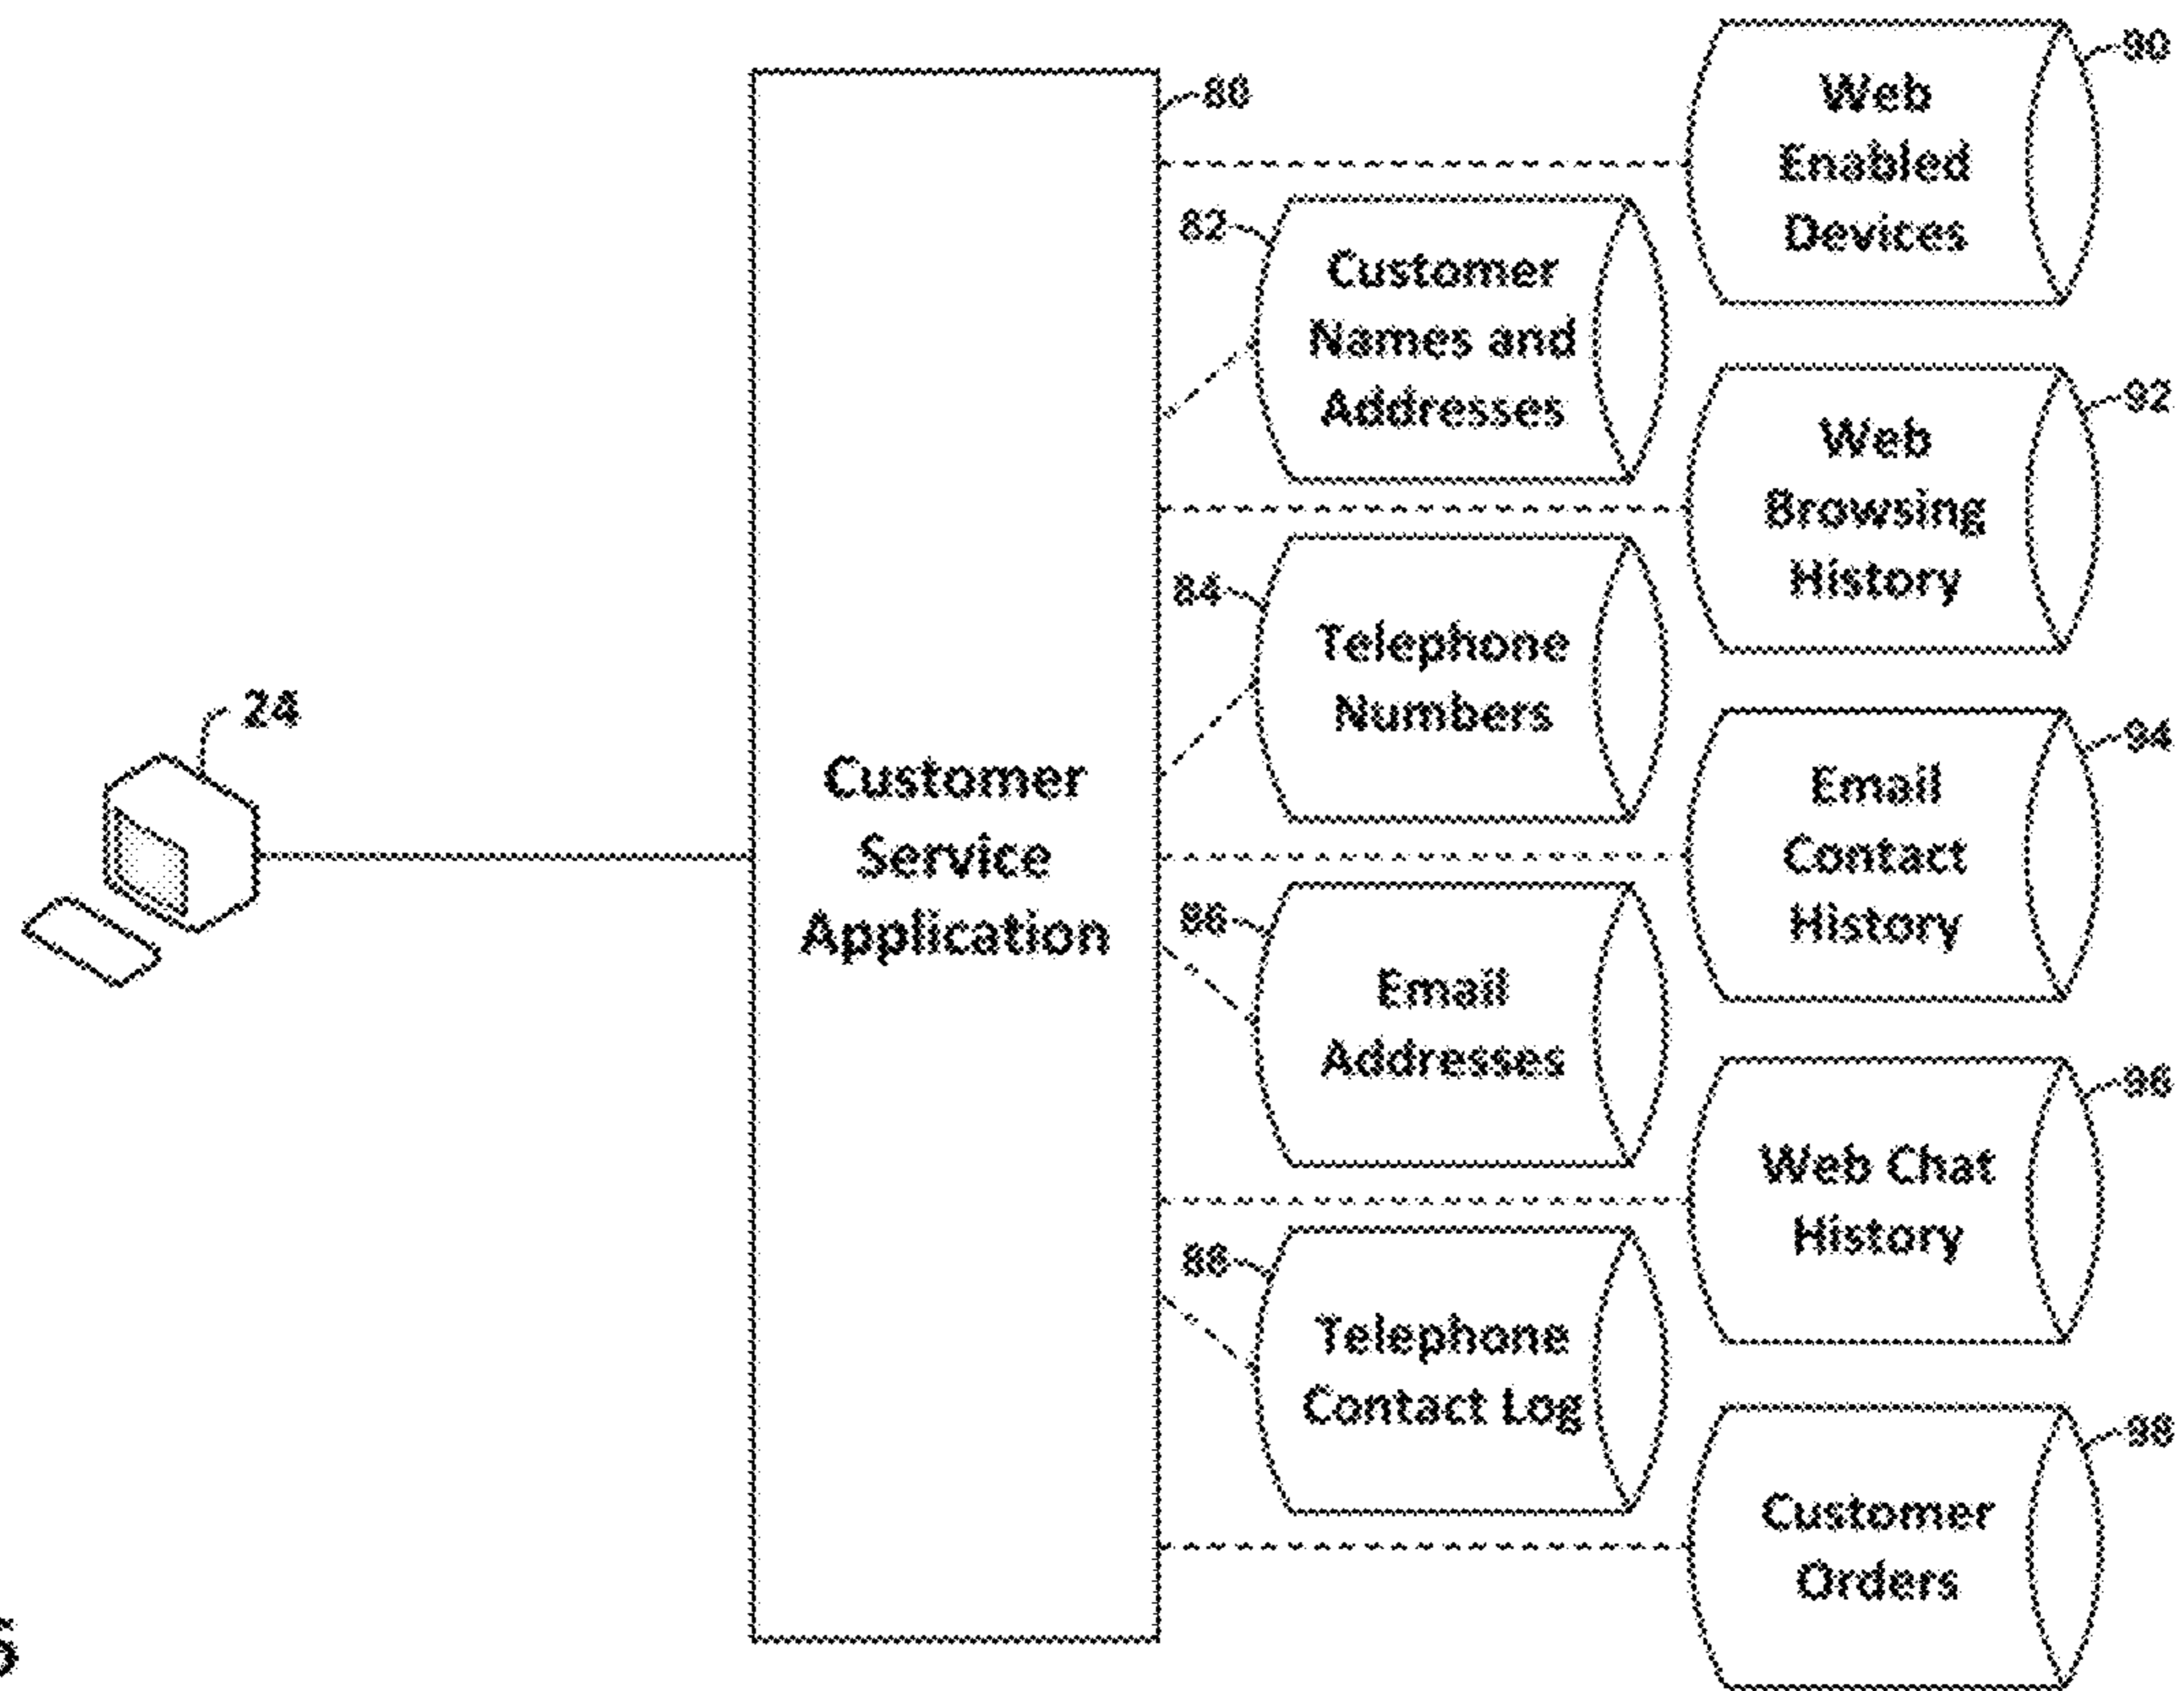 90
Web
Enabled
Devices
80
82
Customer
Names and
Addresses
92
Web
Browsing
History
84
Telephone
Numbers
24
94
Email
Contact
History
Customer
Service
Application
86
Email
Addresses
96
Web Chat
History
88
Telephone
Contact Log
98
Customer
Orders